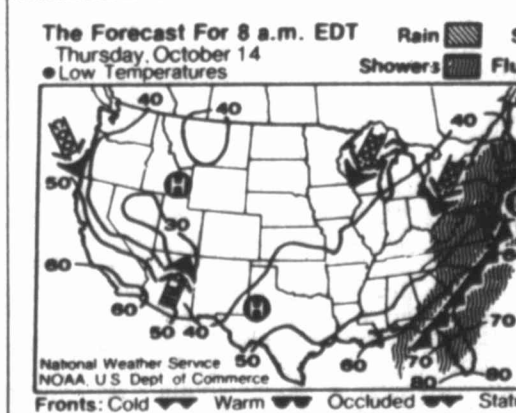 The Forecast For 8 a.m. EDT
Thursday, October 14
Low Temperatures
Rain
Showers
40
40
40
50
H
30
60
H
60
50
40
50
60
70
70
80
80
National Weather Service
NOAA, U S Dept of Commerce
Fronts: Cold
Warm
Occluded